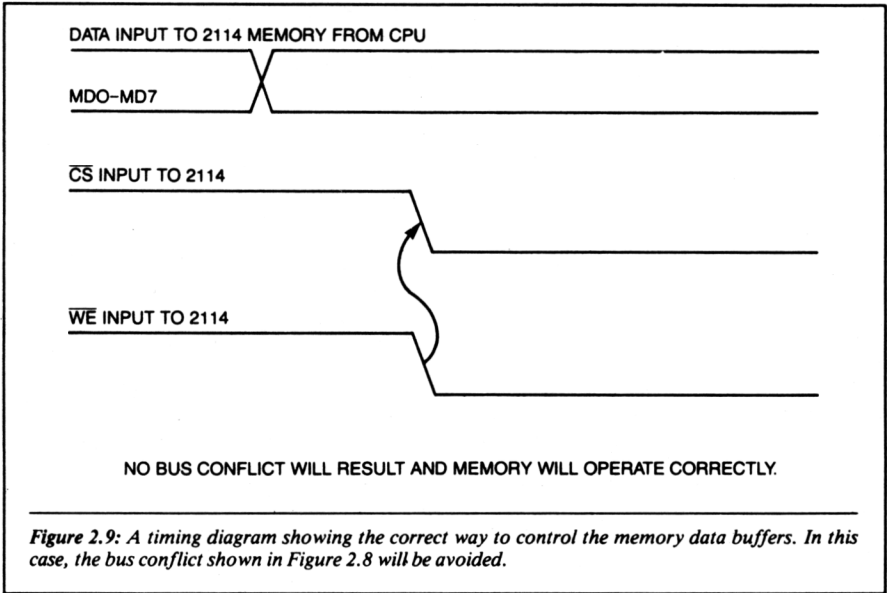 DATA INPUT TO 2114 MEMORY FROM CPU
MDO–MD7
C̅S̅ INPUT TO 2114
W̅E̅ INPUT TO 2114
NO BUS CONFLICT WILL RESULT AND MEMORY WILL OPERATE CORRECTLY.
Figure 2.9: A timing diagram showing the correct way to control the memory data buffers. In this
case, the bus conflict shown in Figure 2.8 will be avoided.